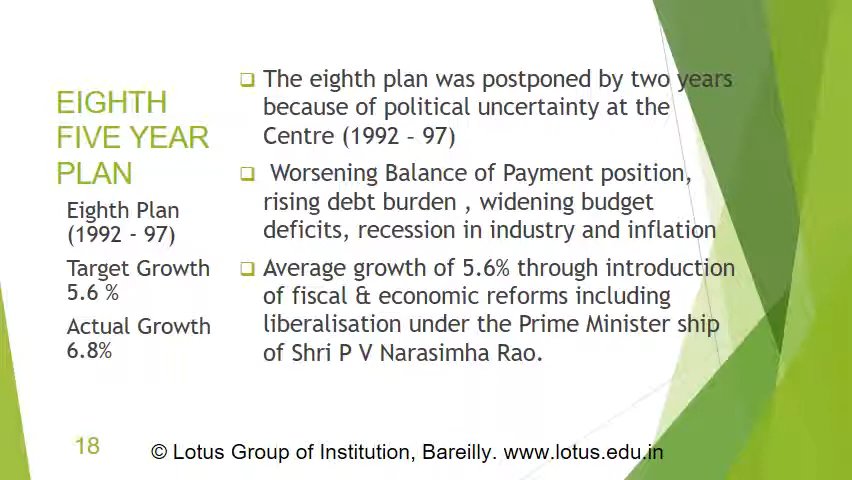 EIGHTH
FIVE YEAR
PLAN
Eighth Plan
(1992 - 97)
Target Growth
5.6 %
Actual Growth
6.8%
❑ The eighth plan was postponed by two years
because of political uncertainty at the
Centre (1992 – 97)
❑ Worsening Balance of Payment position,
rising debt burden , widening budget
deficits, recession in industry and inflation
❑ Average growth of 5.6% through introduction
of fiscal & economic reforms including
liberalisation under the Prime Minister ship
of Shri P V Narasimha Rao.
18
© Lotus Group of Institution, Bareilly. www.lotus.edu.in